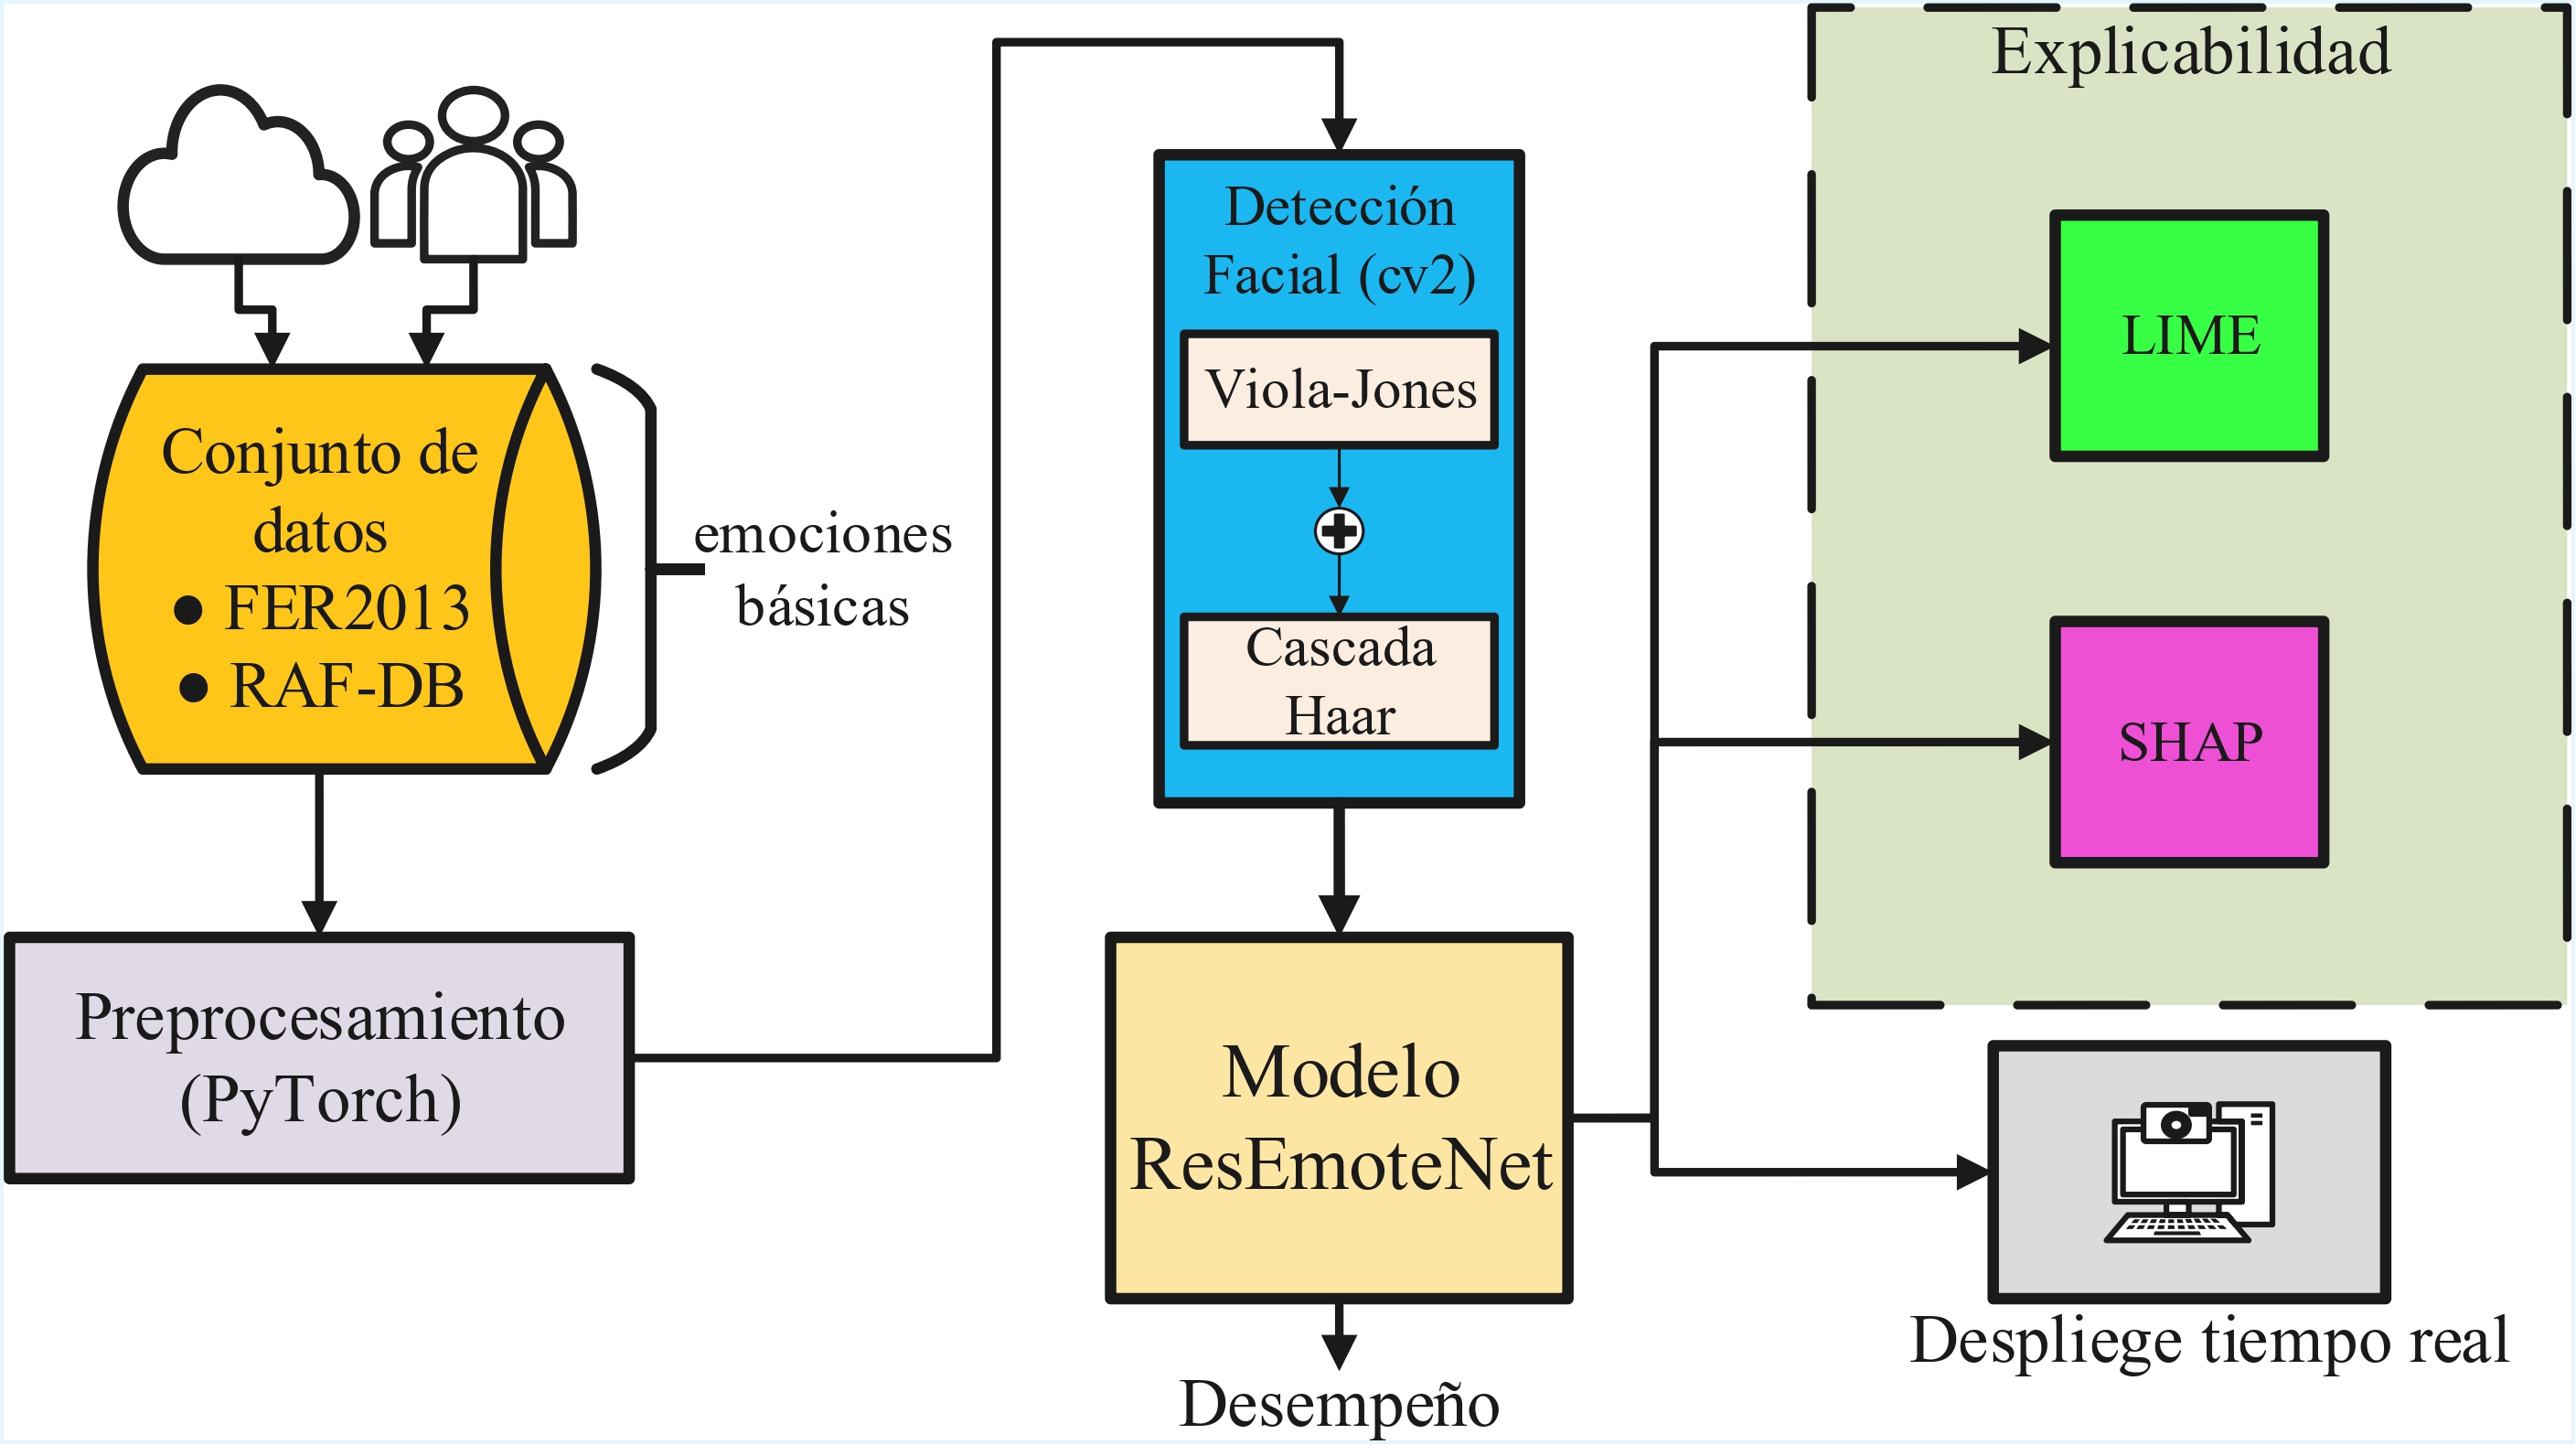 Conjunto de
datos
● FER2013
● RAF-DB
emociones
básicas
Preprocesamiento
(PyTorch)
Detección
Facial (cv2)
Viola-Jones
Cascada
Haar
Modelo
ResEmoteNet
Desempeño
Explicabilidad
LIME
SHAP
Despliege tiempo real